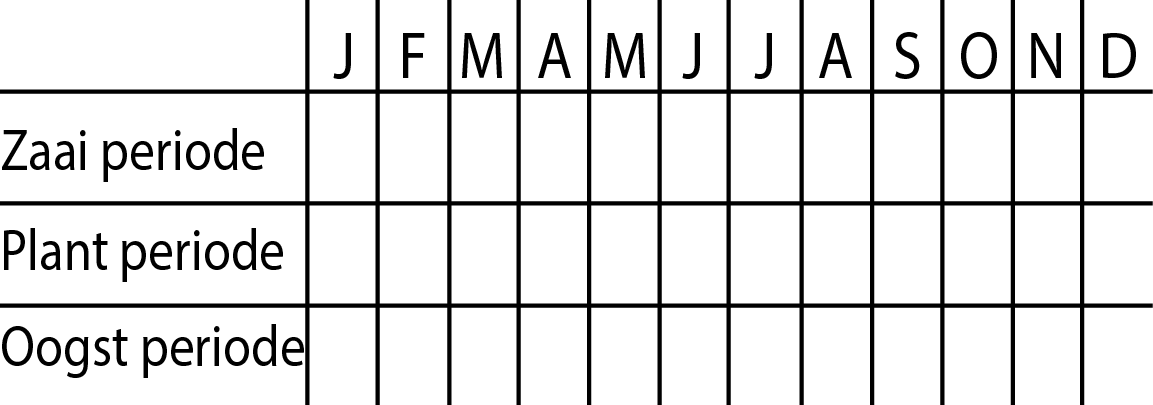 J F M A M J J A S O N D
Zaai periode
Plant periode
Oogst periode